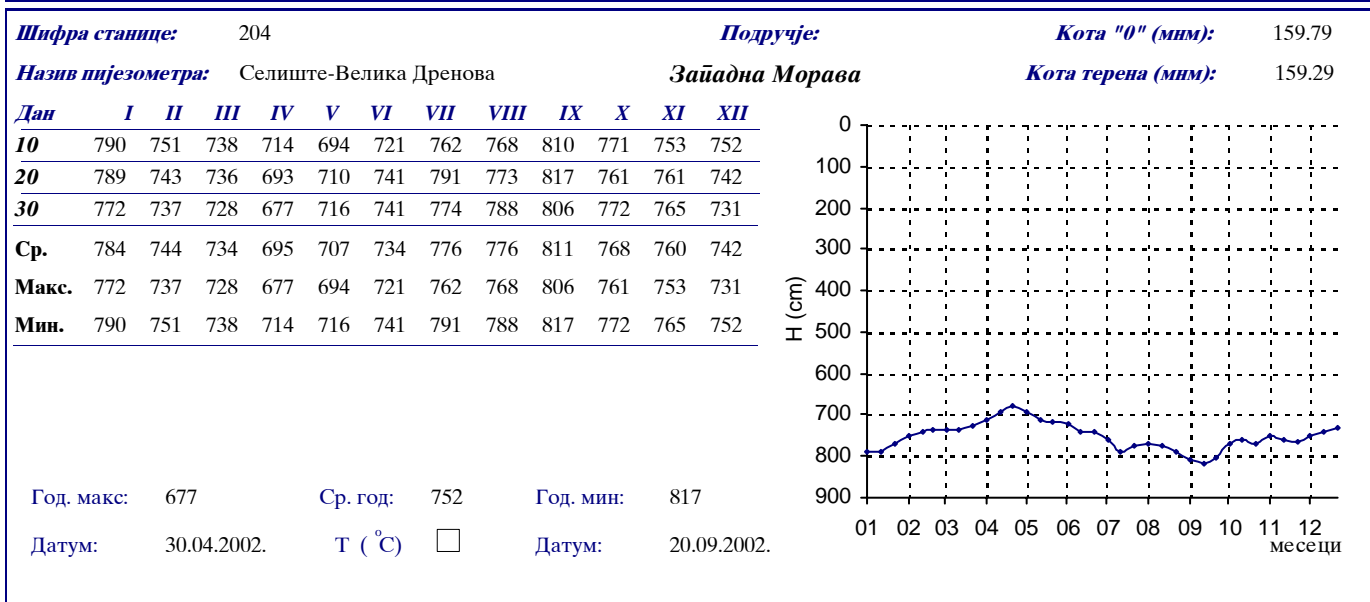 Шифра станице: 204 Подручје: Кота "0" (мнм): 159.79
Назив пијезометра: Селиште-Велика Дренова Западна Морава Кота терена (мнм): 159.29
Дан I II III IV V VI VII VIII IX X XI XII
10 790 751 738 714 694 721 762 768 810 771 753 752
20 789 743 736 693 710 741 791 773 817 761 761 742
30 772 737 728 677 716 741 774 788 806 772 765 731
Ср. 784 744 734 695 707 734 776 776 811 768 760 742
Макс. 772 737 728 677 694 721 762 768 806 761 753 731
Мин. 790 751 738 714 716 741 791 788 817 772 765 752
0
100
200
300
400
500
600
700
800
900
H (cm)
01 02 03 04 05 06 07 08 09 10 11 12
месеци
Год. макс: 677 Ср. год: 752 Год. мин: 817
Датум: 30.04.2002. Т ( °C) Датум: 20.09.2002.